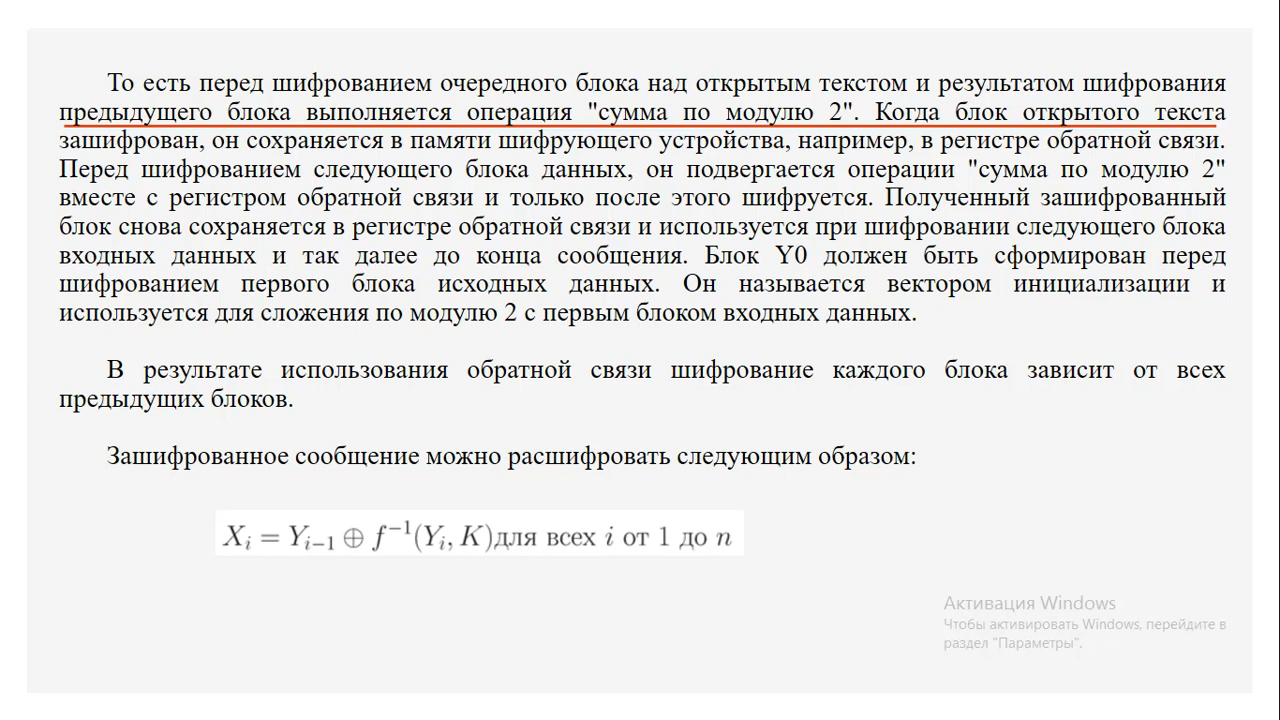 То есть перед шифрованием очередного блока над открытым текстом и результатом шифрования
предыдущего блока выполняется операция "сумма по модулю 2". Когда блок открытого текста
зашифрован, он сохраняется в памяти шифрующего устройства, например, в регистре обратной связи.
Перед шифрованием следующего блока данных, он подвергается операции "сумма по модулю 2"
вместе с регистром обратной связи и только после этого шифруется. Полученный зашифрованный
блок снова сохраняется в регистре обратной связи и используется при шифровании следующего блока
входных данных и так далее до конца сообщения. Блок Y0 должен быть сформирован перед
шифрованием первого блока исходных данных. Он называется вектором инициализации и
используется для сложения по модулю 2 с первым блоком входных данных.
В результате использования обратной связи шифрование каждого блока зависит от всех
предыдущих блоков.
Зашифрованное сообщение можно расшифровать следующим образом:
Xᵢ = Yᵢ₋₁ ⊕ f⁻¹(Yᵢ, K)для всех i от 1 до n
Активация Windows
Чтобы активировать Windows, перейдите в
раздел "Параметры".